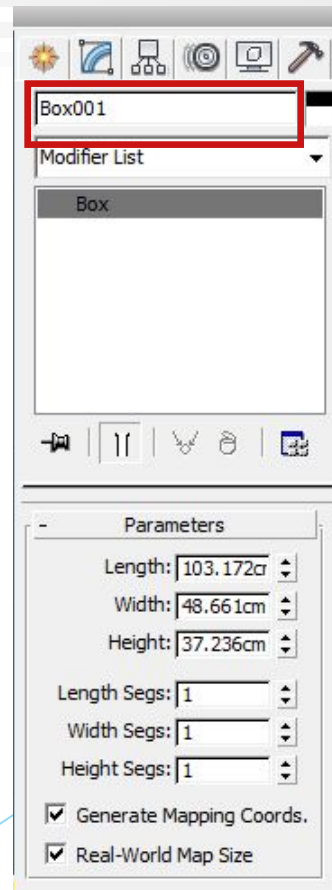 Box001
Modifier List
Box
- Parameters
Length: 103.172cr
Width: 48.661cm
Height: 37.236cm
Length Segs: 1
Width Segs: 1
Height Segs: 1
Generate Mapping Coords.
Real-World Map Size